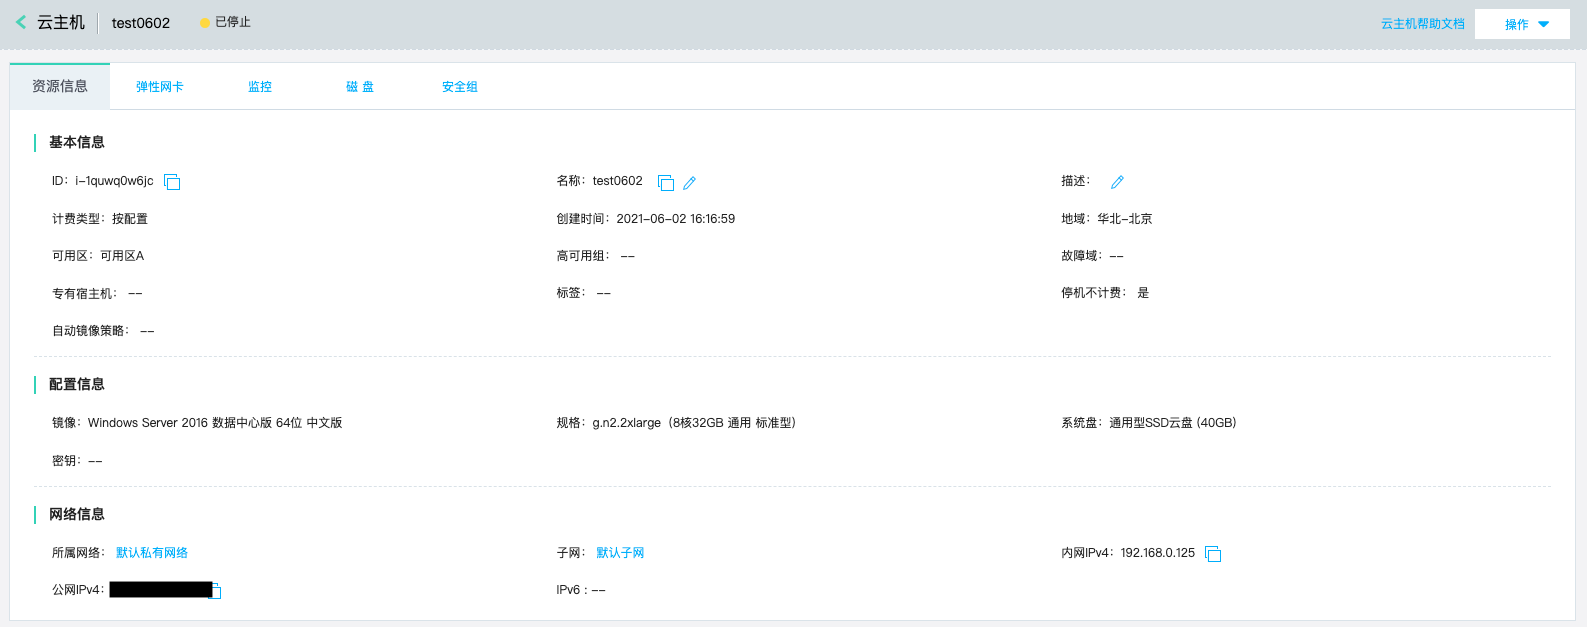 云主机 test0602 已停止 云主机帮助文档 操作
资源信息 弹性网卡 监控 磁 盘 安全组
基本信息
ID： i-1quwq0w6jc 名称： test0602 描述：
计费类型： 按配置 创建时间： 2021-06-02 16:16:59 地域： 华北-北京
可用区： 可用区A 高可用组： -- 故障域： --
专有宿主机： -- 标签： -- 停机不计费： 是
自动镜像策略： --
配置信息
镜像： Windows Server 2016 数据中心版 64位 中文版 规格： g.n2.2xlarge（8核32GB 通用 标准型） 系统盘： 通用型SSD云盘 (40GB)
密钥： --
网络信息
所属网络： 默认私有网络 子网： 默认子网 内网IPv4： 192.168.0.125
公网IPv4： IPv6 : --